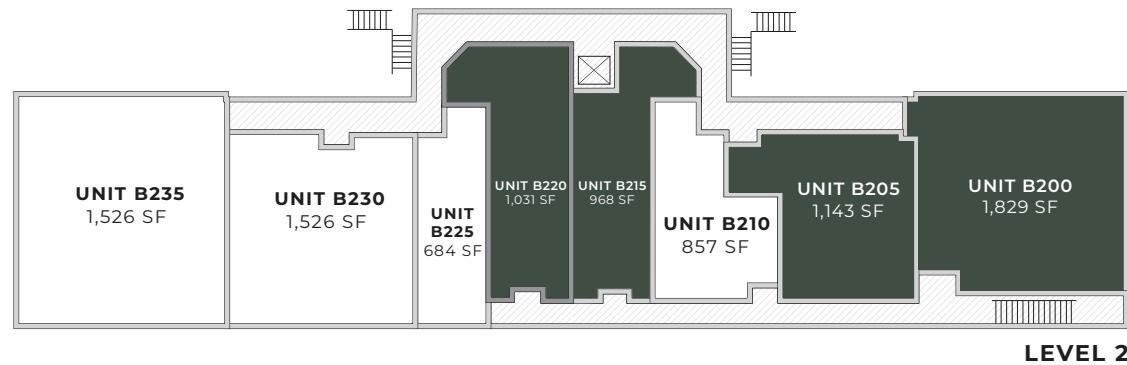 UNIT B235
1,526 SF
UNIT B230
1,526 SF
UNIT
B225
684 SF
UNIT B220
1,031 SF
UNIT B215
968 SF
UNIT B210
857 SF
UNIT B205
1,143 SF
UNIT B200
1,829 SF
LEVEL 2